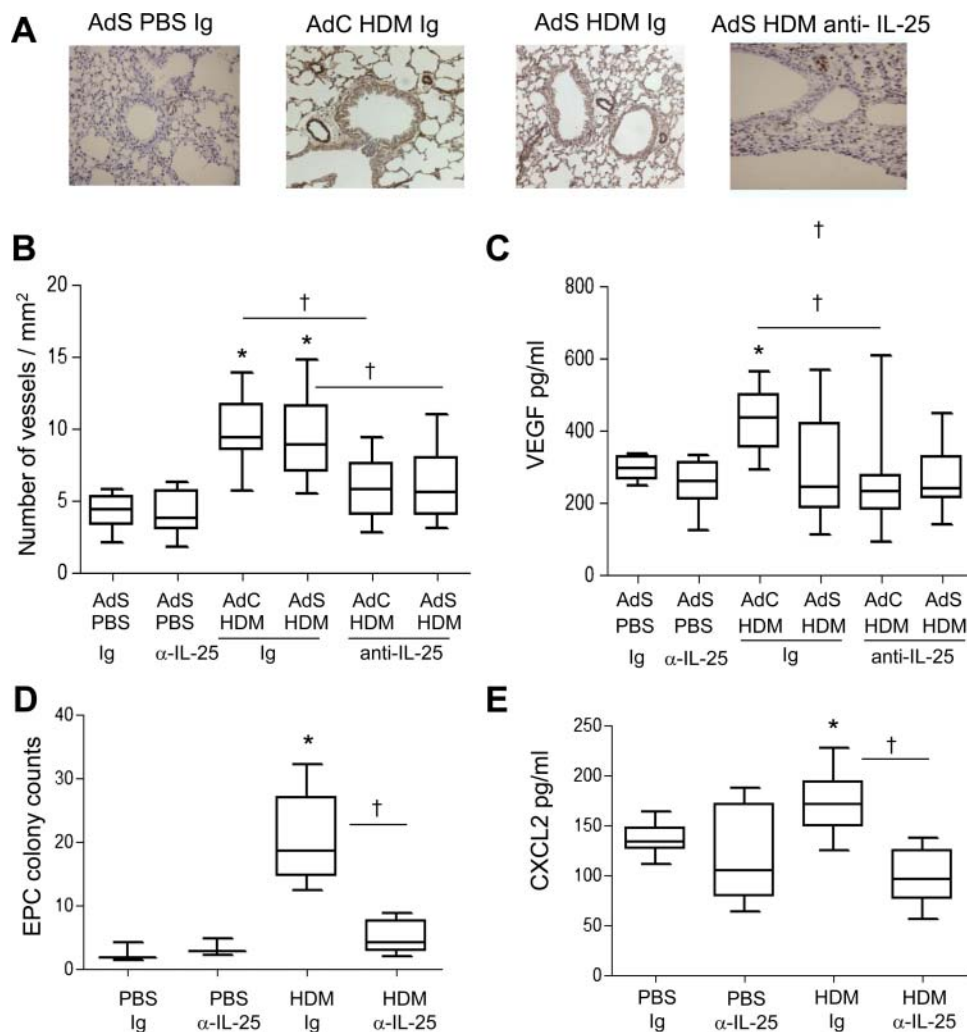 A
AdS PBS Ig AdC HDM Ig AdS HDM Ig AdS HDM anti- IL-25
B
Number of vessels / mm²
20
15
10
5
0
†
* *
†
AdS AdS AdC AdS AdC AdS
PBS PBS HDM HDM HDM HDM
Ig α-IL-25 Ig anti-IL-25
C
VEGF pg/ml
800
600
400
200
0
†
†
*
AdS AdS AdC AdS AdC AdS
PBS PBS HDM HDM HDM HDM
Ig α-IL-25 Ig anti-IL-25
D
EPC colony counts
40
30
20
10
0
*
†
PBS PBS HDM HDM
Ig α-IL-25 Ig α-IL-25
E
CXCL2 pg/ml
250
200
150
100
50
0
*
†
PBS PBS HDM HDM
Ig α-IL-25 Ig α-IL-25